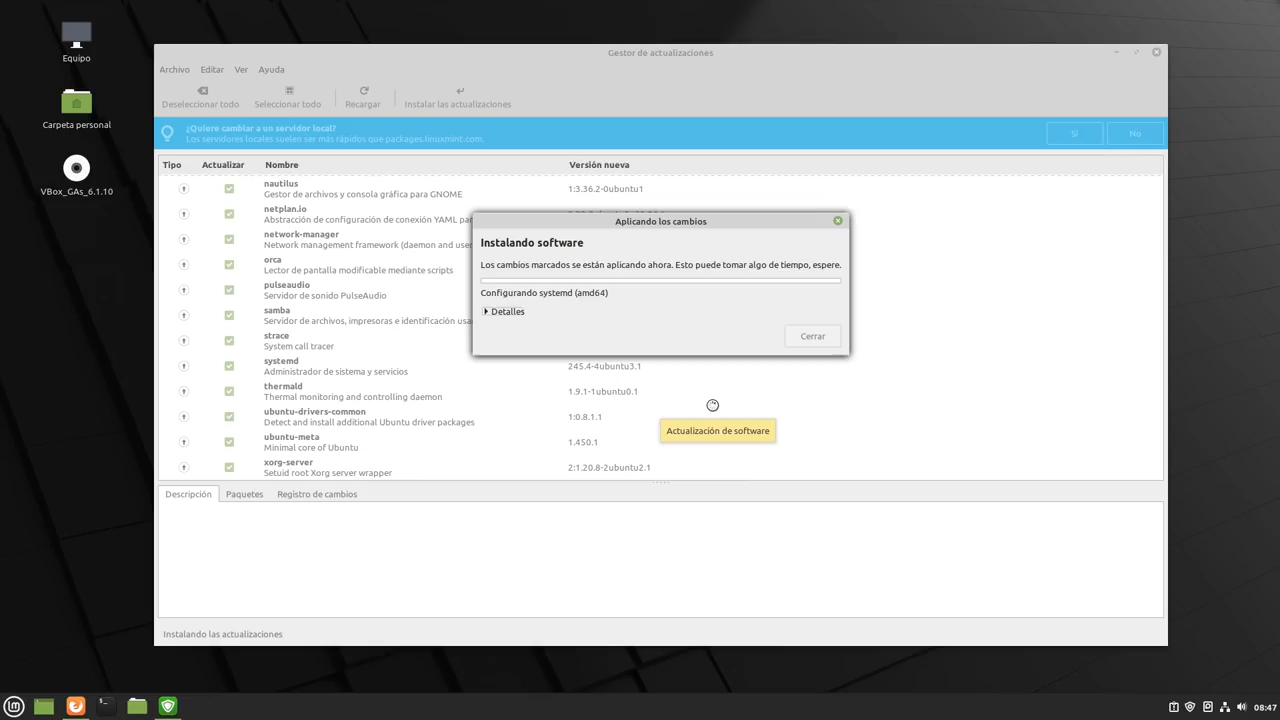 Equipo
Carpeta personal
VBox_GAs_6.1.10
Gestor de actualizaciones
Archivo Editar Ver Ayuda
Deseleccionar todo Seleccionar todo Recargar Instalar las actualizaciones
¿Quiere cambiar a un servidor local?
Los servidores locales suelen ser más rápidos que packages.linuxmint.com.
Sí No
Tipo Actualizar Nombre Versión nueva
nautilus
Gestor de archivos y consola gráfica para GNOME
1:3.36.2-0ubuntu1
netplan.io
Abstracción de configuración de conexión YAML
network-manager
Network management framework (daemon and
orca
Lector de pantalla modificable mediante scripts
pulseaudio
Servidor de sonido PulseAudio
samba
Servidor de archivos, impresoras e identificación
strace
System call tracer
systemd
Administrador de sistema y servicios
245.4-4ubuntu3.1
thermald
Thermal monitoring and controlling daemon
1.9.1-1ubuntu0.1
ubuntu-drivers-common
Detect and install additional Ubuntu driver packages
1:0.8.1.1
ubuntu-meta
Minimal core of Ubuntu
1.450.1
xorg-server
Setuid root Xorg server wrapper
2:1.20.8-2ubuntu2.1
Aplicando los cambios
Instalando software
Los cambios marcados se están aplicando ahora. Esto puede tomar algo de tiempo, espere.
Configurando systemd (amd64)
Detalles
Cerrar
Actualización de software
Descripción Paquetes Registro de cambios
Instalando las actualizaciones
08:47